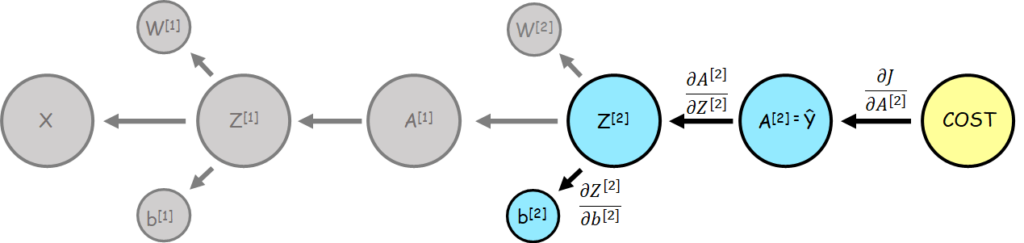 W[1]
W[2]
X
Z[1]
A[1]
Z[2]
∂A[2]
∂Z[2]
A[2] = Ŷ
∂J
∂A[2]
COST
b[1]
b[2]
∂Z[2]
∂b[2]